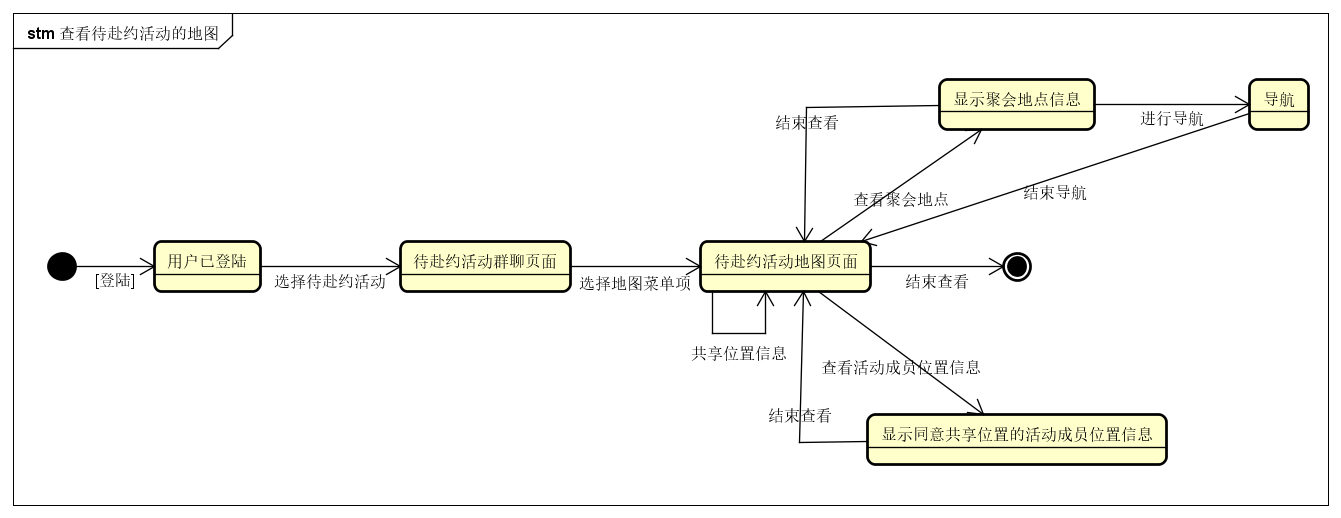 stm 查看待赴约活动的地图
显示聚会地点信息
导航
结束查看
进行导航
查看聚会地点
结束导航
用户已登陆
待赴约活动群聊页面
待赴约活动地图页面
[登陆]
选择待赴约活动
选择地图菜单项
结束查看
共享位置信息
查看活动成员位置信息
结束查看
显示同意共享位置的活动成员位置信息